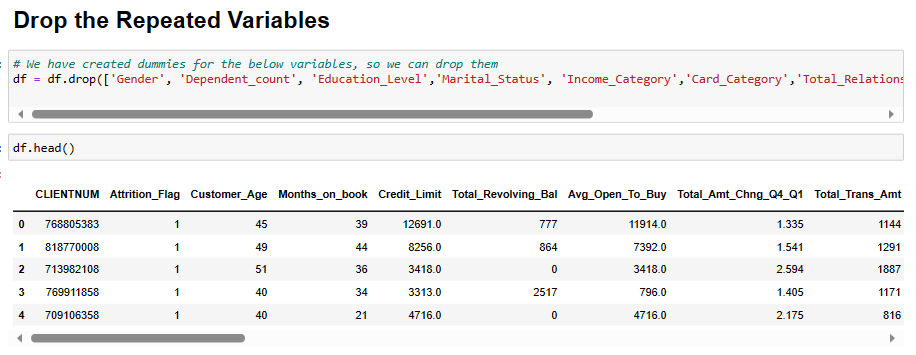 Drop the Repeated Variables
# We have created dummies for the below variables, so we can drop them
df = df.drop(['Gender', 'Dependent_count', 'Education_Level','Marital_Status', 'Income_Category','Card_Category','Total_Relations
df.head()
CLIENTNUM Attrition_Flag Customer_Age Months_on_book Credit_Limit Total_Revolving_Bal Avg_Open_To_Buy Total_Amt_Chng_Q4_Q1 Total_Trans_Amt
0 768805383 1 45 39 12691.0 777 11914.0 1.335 1144
1 818770008 1 49 44 8256.0 864 7392.0 1.541 1291
2 713982108 1 51 36 3418.0 0 3418.0 2.594 1887
3 769911858 1 40 34 3313.0 2517 796.0 1.405 1171
4 709106358 1 40 21 4716.0 0 4716.0 2.175 816